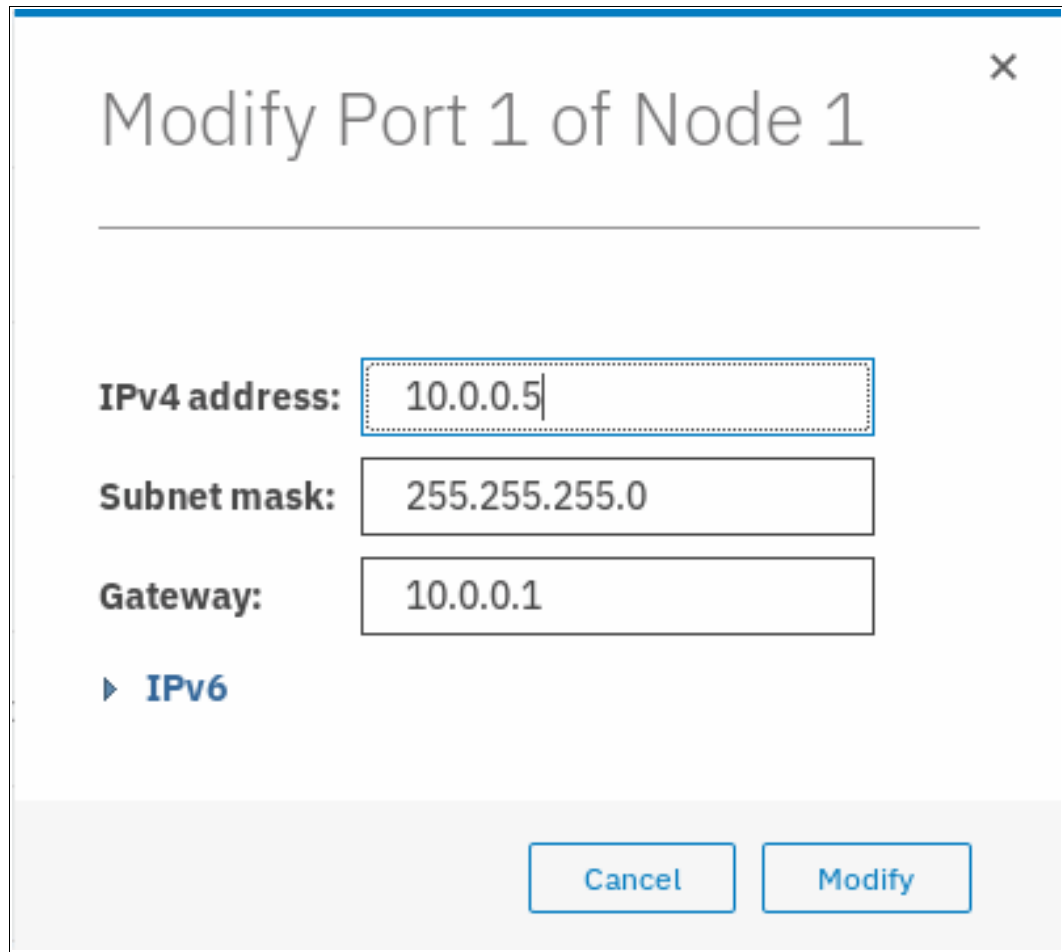 Modify Port 1 of Node 1
IPv4 address: 10.0.0.5
Subnet mask: 255.255.255.0
Gateway: 10.0.0.1
IPv6
Cancel Modify